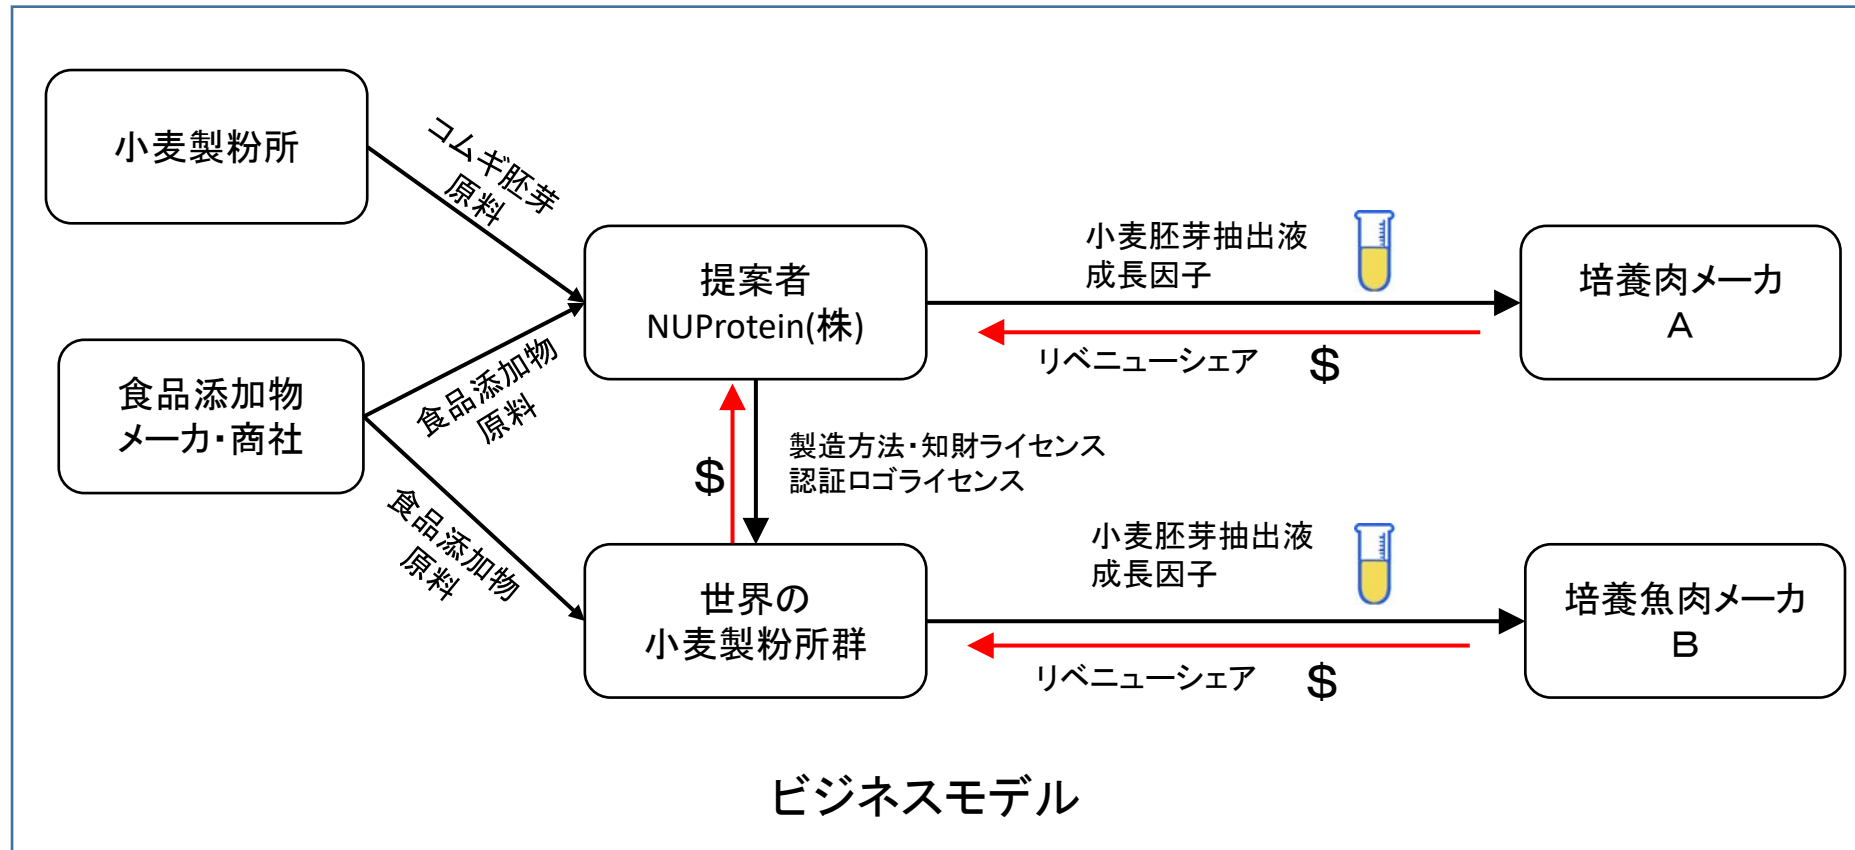 小麦製粉所
コムギ胚芽
原料
食品添加物
メーカ・商社
食品添加物
原料
食品添加物
原料
提案者
NUProtein(株)
小麦胚芽抽出液
成長因子
リベニューシェア $
培養肉メーカ
A
$
製造方法・知財ライセンス
認証ロゴライセンス
世界の
小麦製粉所群
小麦胚芽抽出液
成長因子
リベニューシェア $
培養魚肉メーカ
B
ビジネスモデル